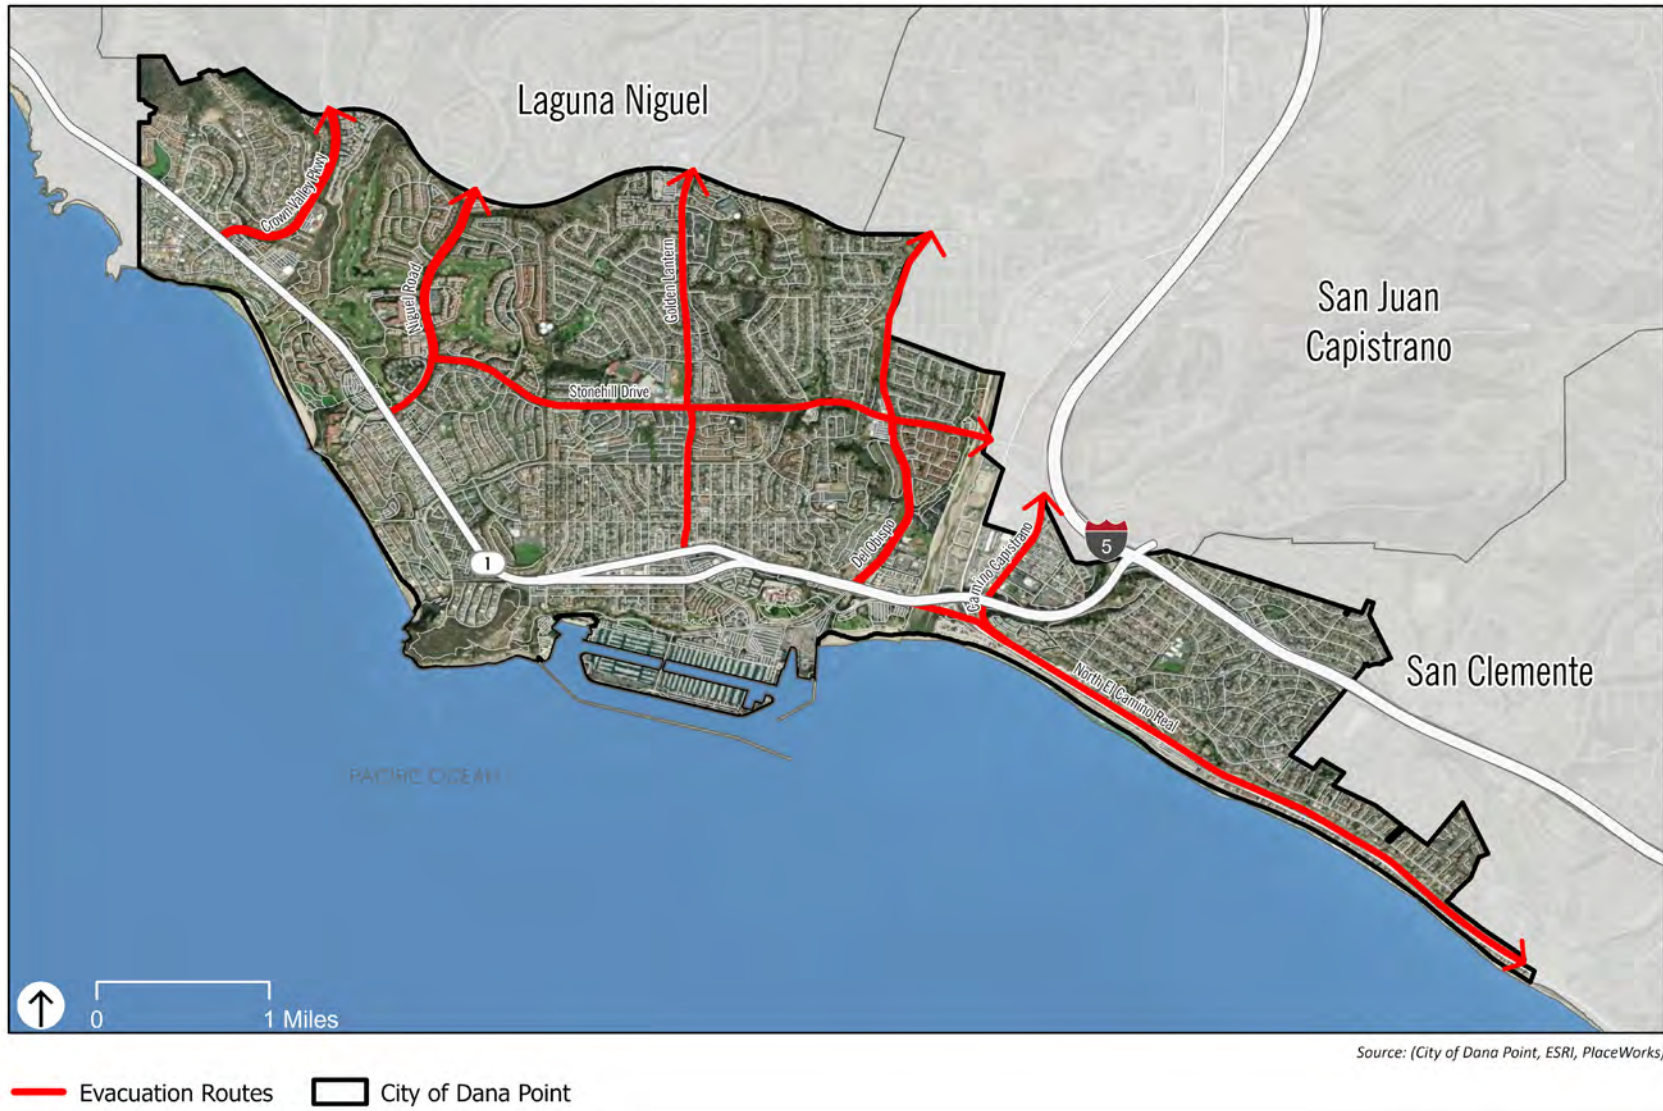 Laguna Niguel
Crown Valley Pkwy
Niguel Road
Golden Lantern
San Juan
Capistrano
Stonehill Drive
Del Obispo
Camino Capistrano
5
1
San Clemente
North El Camino Real
PACIFIC OCEAN
0
1 Miles
Source: (City of Dana Point, ESRI, PlaceWorks)
Evacuation Routes
City of Dana Point